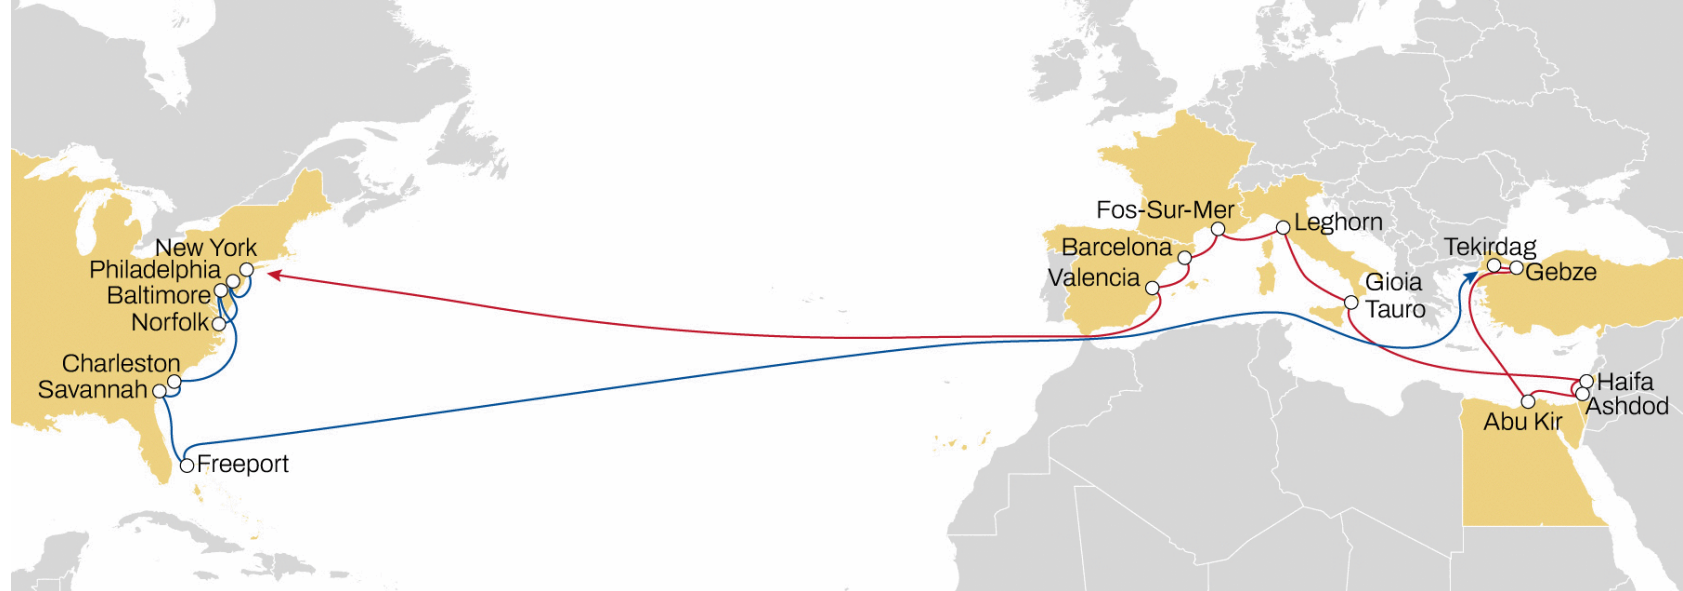 New York
Philadelphia
Baltimore
Norfolk
Charleston
Savannah
Freeport
Fos-Sur-Mer
Leghorn
Barcelona
Valencia
Gioia
Tauro
Tekirdag
Gebze
Haifa
Ashdod
Abu Kir